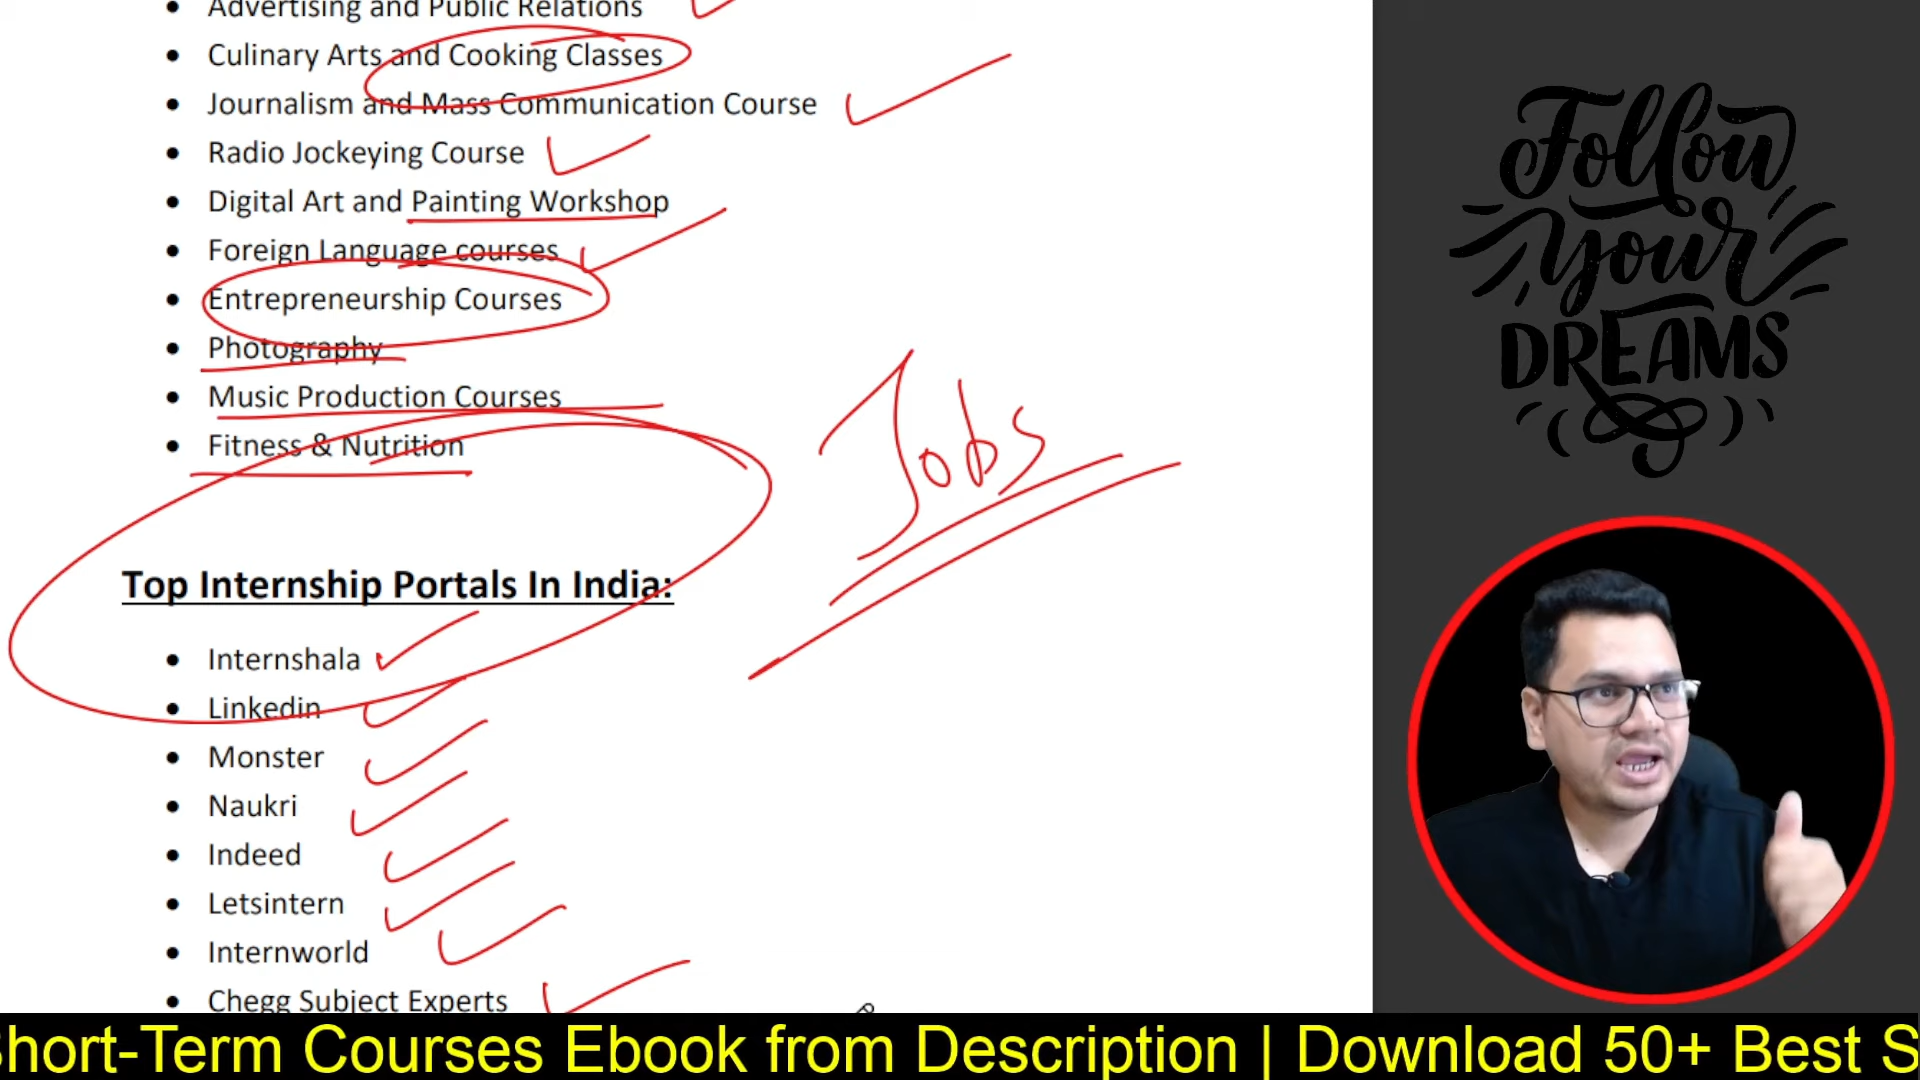 Advertising and Public Relations
Culinary Arts and Cooking Classes
Journalism and Mass Communication Course
Radio Jockeying Course
Digital Art and Painting Workshop
Foreign Language courses
Entrepreneurship Courses
Photography
Music Production Courses
Fitness & Nutrition
Jobs
Top Internship Portals In India:
Internshala
Linkedin
Monster
Naukri
Indeed
Letsintern
Internworld
Chegg Subject Experts
Follow
Your
DREAMS
Short-Term Courses Ebook from Description | Download 50+ Best S